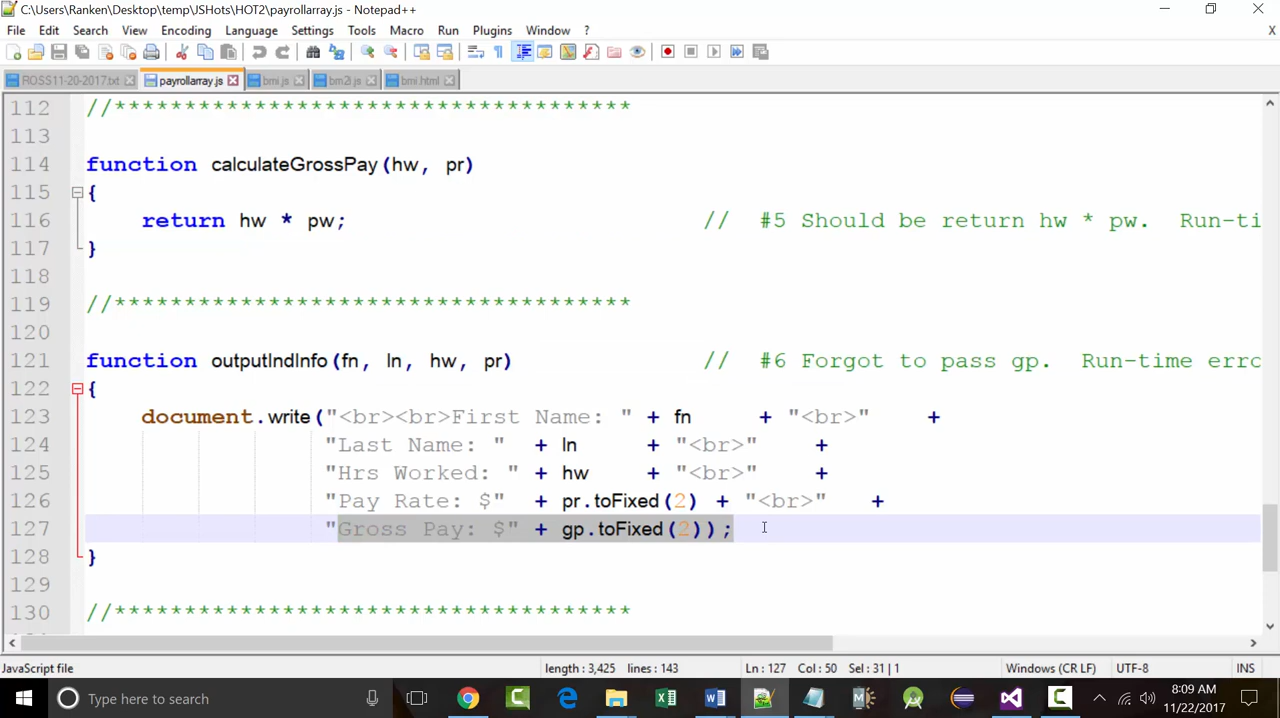 C:\Users\Ranken\Desktop\temp\JSHots\HOT2\payrollarray.js - Notepad++
File Edit Search View Encoding Language Settings Tools Macro Run Plugins Window ? X
ROSS11-20-2017.txt payrollarray.js bmi.js bm2i.js bmi.html
112 //*************************************
113
114 function calculateGrossPay(hw, pr)
115 {
116 return hw * pw; // #5 Should be return hw * pw. Run-ti
117 }
118
119 //*************************************
120
121 function outputIndInfo(fn, ln, hw, pr) // #6 Forgot to pass gp. Run-time erro
122 {
123 document.write("<br><br>First Name: " + fn + "<br>" +
124 "Last Name: " + ln + "<br>" +
125 "Hrs Worked: " + hw + "<br>" +
126 "Pay Rate: $" + pr.toFixed(2) + "<br>" +
127 "Gross Pay: $" + gp.toFixed(2));
128 }
129
130 //*************************************
JavaScript file length : 3,425 lines : 143 Ln : 127 Col : 50 Sel : 31 | 1 Windows (CR LF) UTF-8 INS
Type here to search
8:09 AM
11/22/2017